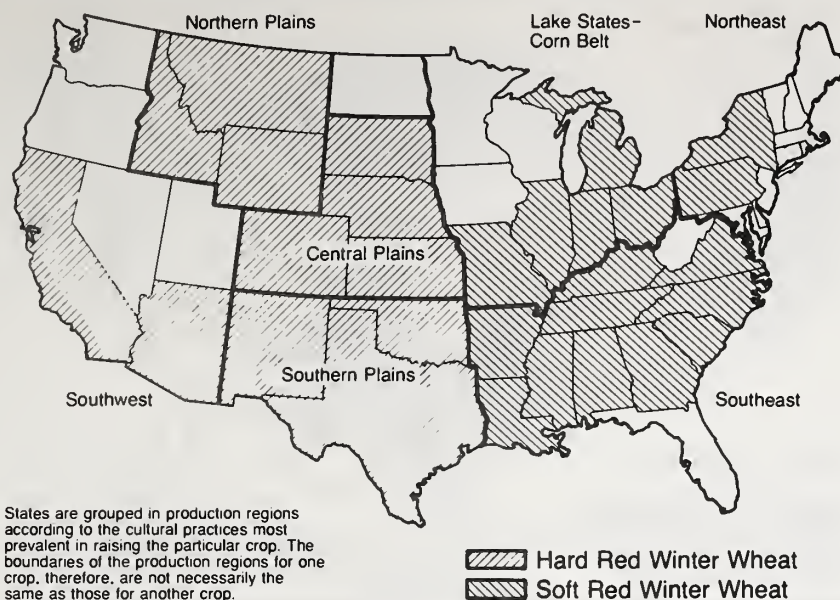 Northern Plains
Lake States-
Corn Belt
Northeast
Central Plains
Southern Plains
Southwest
Southeast
States are grouped in production regions
according to the cultural practices most
prevalent in raising the particular crop. The
boundaries of the production regions for one
crop, therefore, are not necessarily the
same as those for another crop.
Hard Red Winter Wheat
Soft Red Winter Wheat